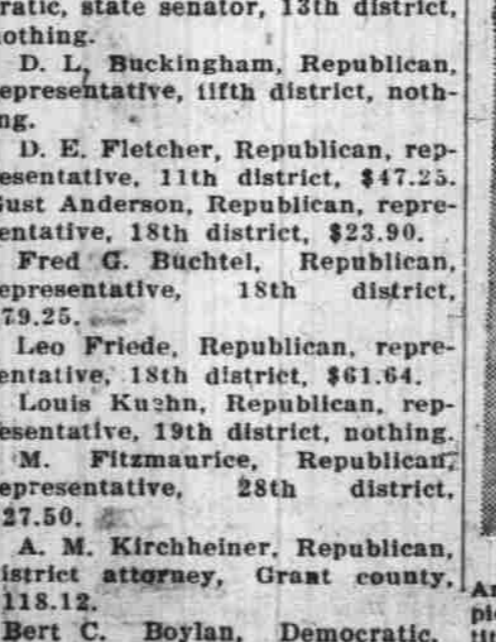 ratic, state senator, 13th district,
othing.
D. L. Buckingham, Republican,
epresentative, fifth district, noth-
ng.
D. E. Fletcher, Republican, rep-
esentative, 11th district, $47.25.
Gust Anderson, Republican, repre-
entative, 18th district, $23.90.
Fred G. Buchtel, Republican,
epresentative, 18th district,
79.25.
Leo Friede, Republican, repre-
entative, 18th district, $61.64.
Louis Kuehn, Republican, rep-
esentative, 19th district, nothing.
M. Fitzmaurice, Republican,
epresentative, 28th district,
27.50.
A. M. Kirchheiner, Republican,
istrict attorney, Grant county,
118.12.
Bert C. Boylan, Democratic,